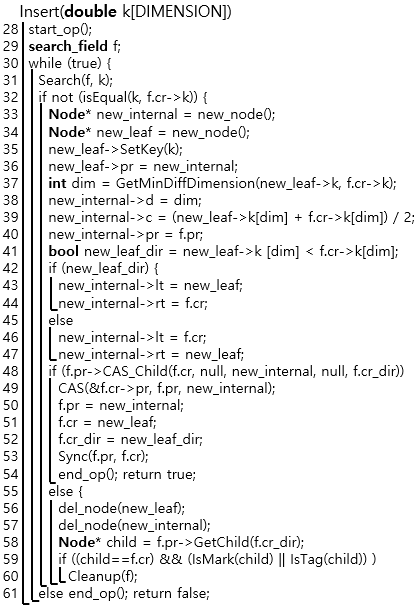 Insert(double k[DIMENSION])
28 start_op();
29 search_field f;
30 while (true) {
31 Search(f, k);
32 if not (isEqual(k, f.cr->k)) {
33 Node* new_internal = new_node();
34 Node* new_leaf = new_node();
35 new_leaf->SetKey(k);
36 new_leaf->pr = new_internal;
37 int dim = GetMinDiffDimension(new_leaf->k, f.cr->k);
38 new_internal->d = dim;
39 new_internal->c = (new_leaf->k[dim] + f.cr->k[dim]) / 2;
40 new_internal->pr = f.pr;
41 bool new_leaf_dir = new_leaf->k [dim] < f.cr->k[dim];
42 if (new_leaf_dir) {
43 new_internal->lt = new_leaf;
44 new_internal->rt = f.cr;
45 else
46 new_internal->lt = f.cr;
47 new_internal->rt = new_leaf;
48 if (f.pr->CAS_Child(f.cr, null, new_internal, null, f.cr_dir))
49 CAS(&f.cr->pr, f.pr, new_internal);
50 f.pr = new_internal;
51 f.cr = new_leaf;
52 f.cr_dir = new_leaf_dir;
53 Sync(f.pr, f.cr);
54 end_op(); return true;
55 else {
56 del_node(new_leaf);
57 del_node(new_internal);
58 Node* child = f.pr->GetChild(f.cr_dir);
59 if ((child==f.cr) && (IsMark(child) || IsTag(child)) )
60 Cleanup(f);
61 else end_op(); return false;